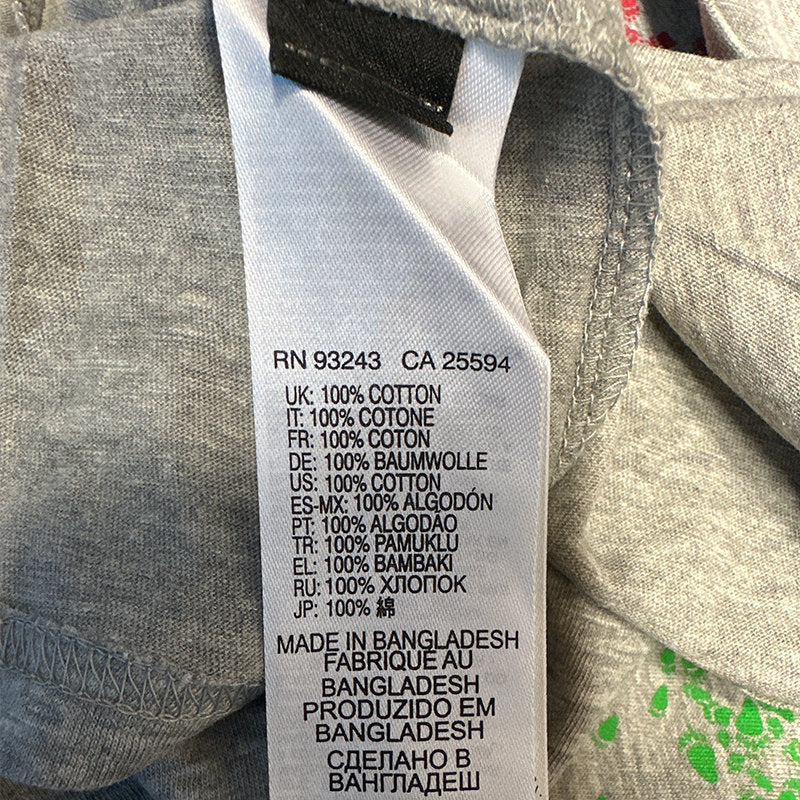 RN 93243 CA 25594
UK: 100% COTTON
IT: 100% COTONE
FR: 100% COTON
DE: 100% BAUMWOLLE
US: 100% COTTON
ES-MX: 100% ALGODÓN
PT: 100% ALGODÃO
TR: 100% PAMUKLU
EL: 100% BAMBAKI
RU: 100% ХЛОПОК
JP: 100% 綿
MADE IN BANGLADESH
FABRIQUÉ AU
BANGLADESH
PRODUZIDO EM
BANGLADESH
СДЕЛАНО В
ВАНГЛАДЕШ